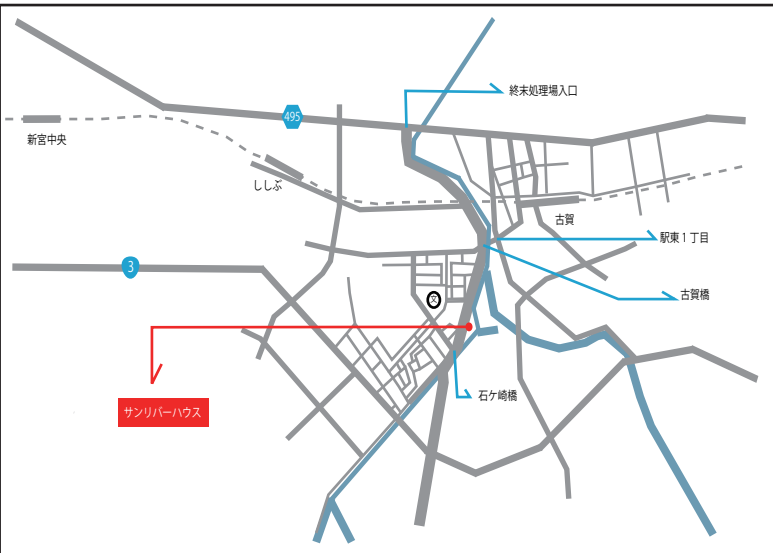 終末処理場入口
495
新宮中央
ししぶ
古賀
駅東1丁目
3
古賀橋
文
石ケ崎橋
サンリバーハウス